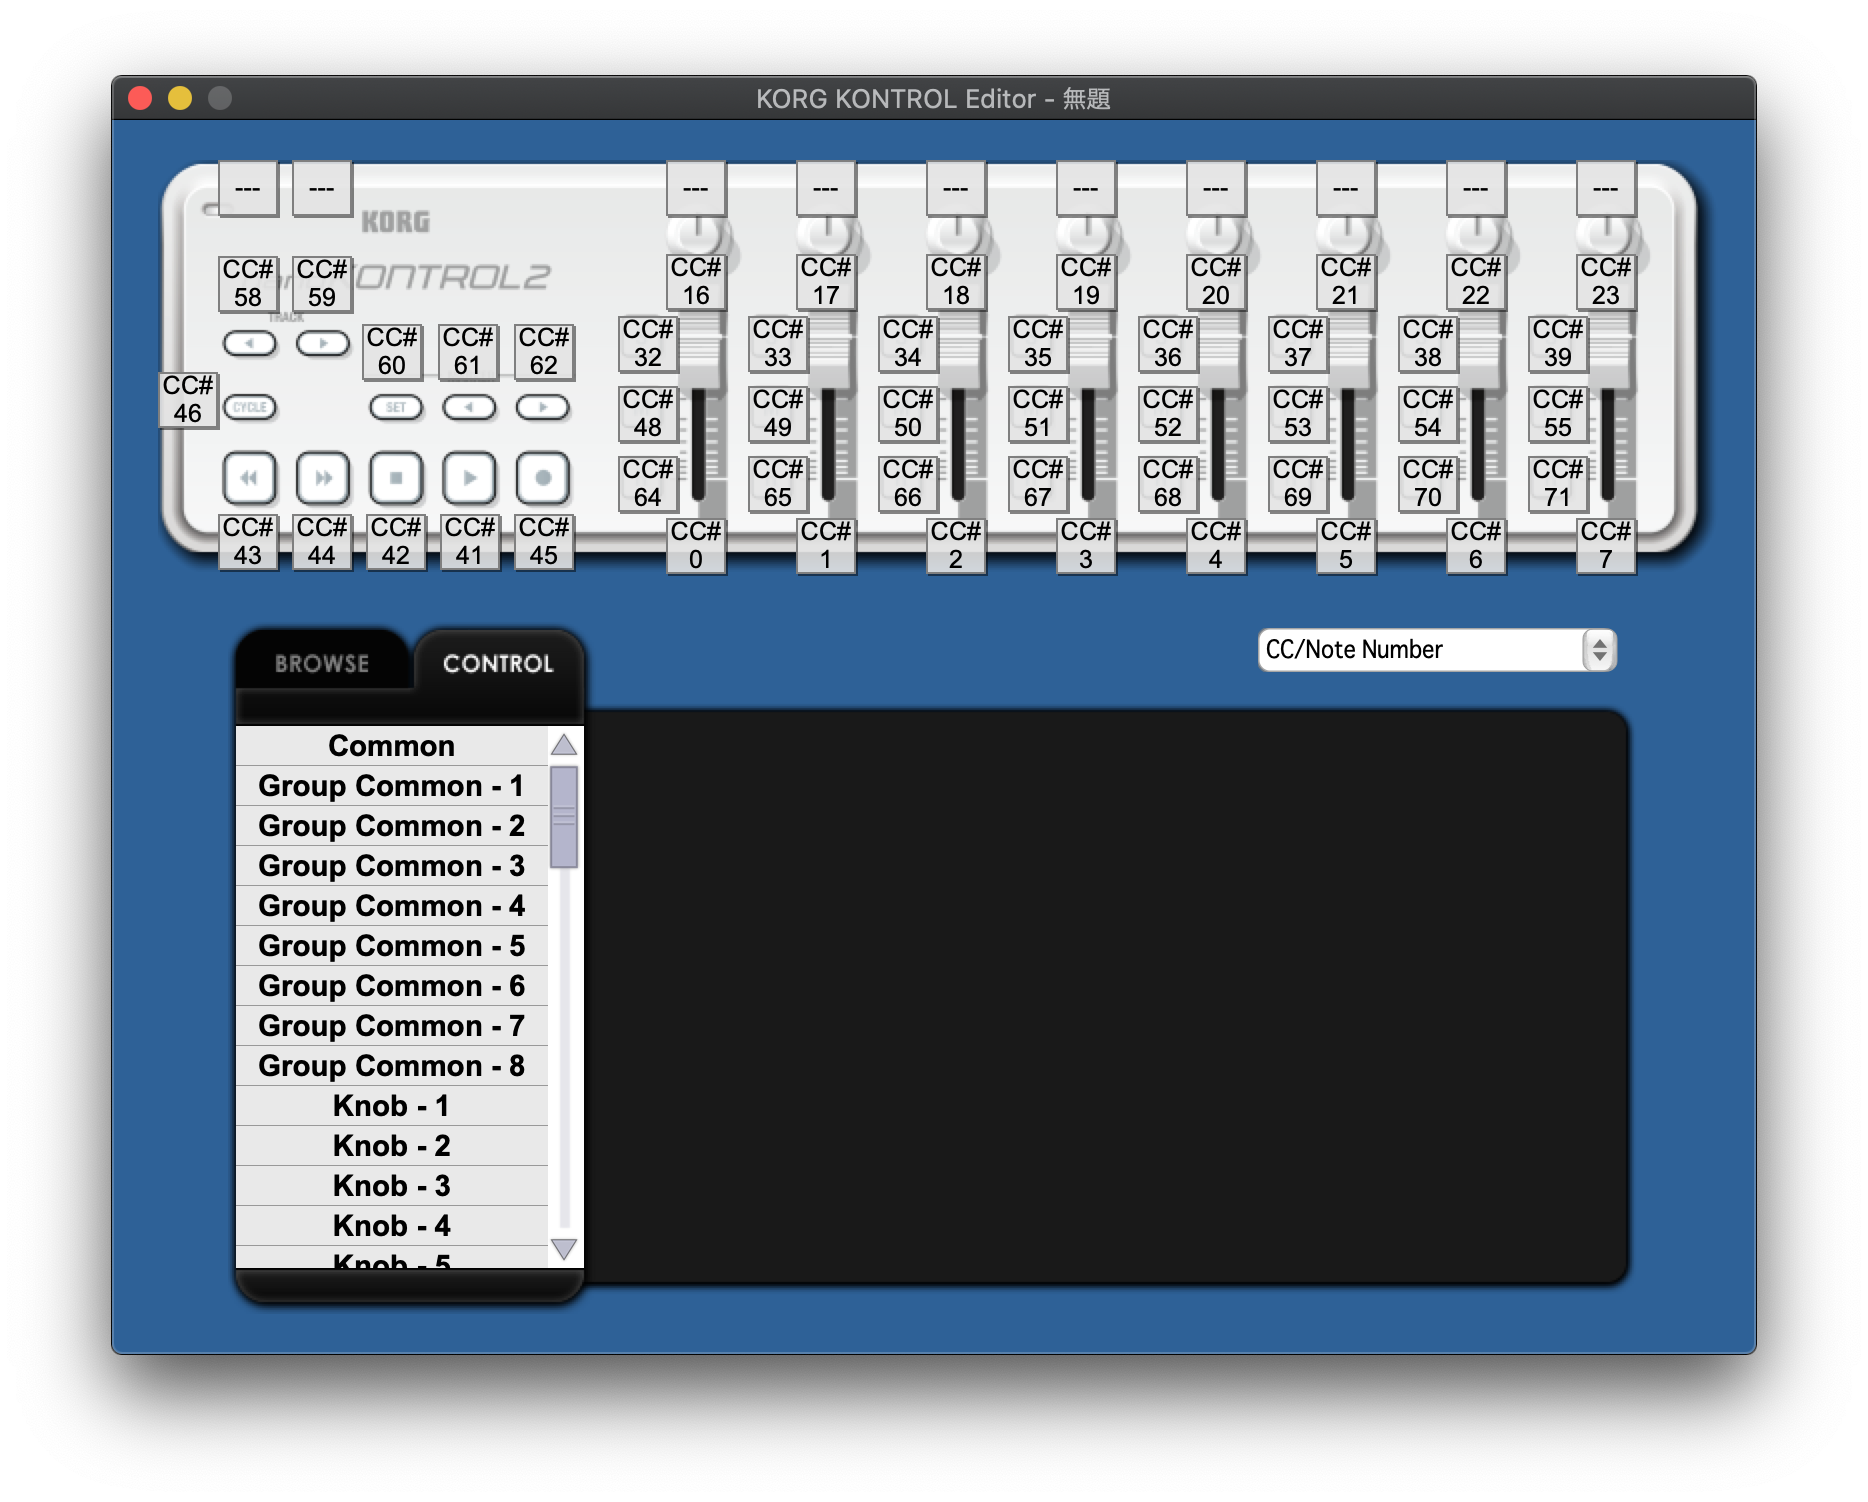 KORG KONTROL Editor - 無題
--- --- --- --- --- --- --- --- --- ---
KORG
KONTROL2
CC# 58 CC# 59 CC# 16 CC# 17 CC# 18 CC# 19 CC# 20 CC# 21 CC# 22 CC# 23
TRACK
CC# 60 CC# 61 CC# 62 CC# 32 CC# 33 CC# 34 CC# 35 CC# 36 CC# 37 CC# 38 CC# 39
CC# 46 CYCLE SET CC# 48 CC# 49 CC# 50 CC# 51 CC# 52 CC# 53 CC# 54 CC# 55
CC# 64 CC# 65 CC# 66 CC# 67 CC# 68 CC# 69 CC# 70 CC# 71
CC# 43 CC# 44 CC# 42 CC# 41 CC# 45 CC# 0 CC# 1 CC# 2 CC# 3 CC# 4 CC# 5 CC# 6 CC# 7
BROWSE CONTROL
CC/Note Number
Common
Group Common - 1
Group Common - 2
Group Common - 3
Group Common - 4
Group Common - 5
Group Common - 6
Group Common - 7
Group Common - 8
Knob - 1
Knob - 2
Knob - 3
Knob - 4
Knob - 5